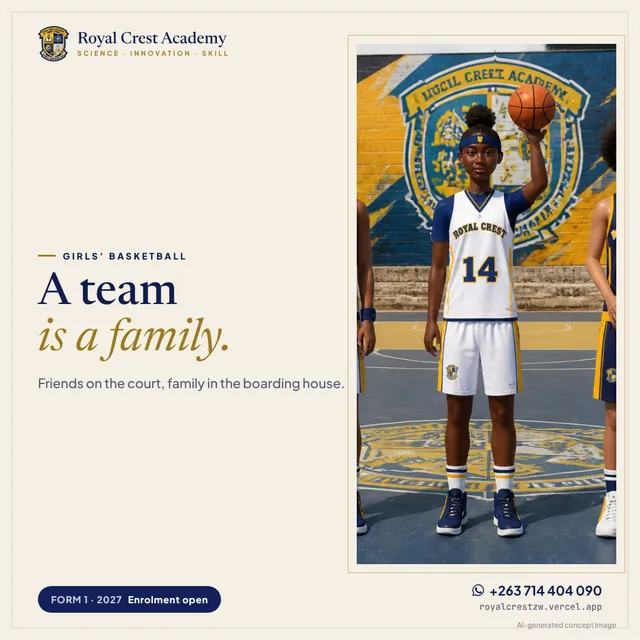 Royal Crest Academy
SCIENCE · INNOVATION · SKILL
GIRLS' BASKETBALL
A team
is a family.
Friends on the court, family in the boarding house.
ROYAL CREST
14
FORM 1 · 2027 Enrolment open
+263 714 404 090
royalcrestzw.vercel.app
AI-generated concept image